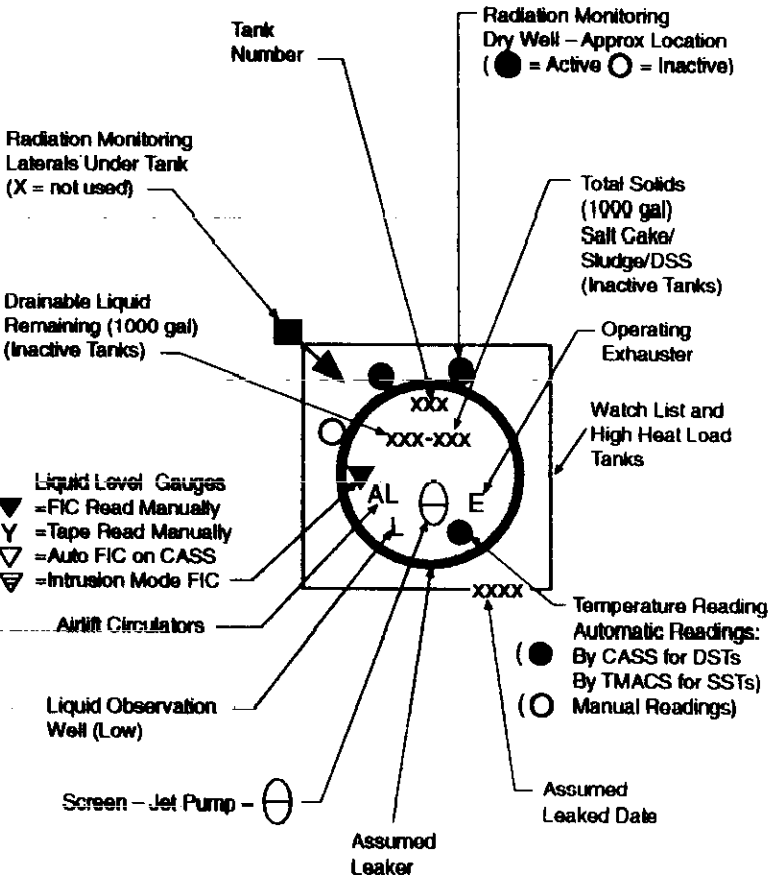 Tank
Number
Radiation Monitoring
Dry Well – Approx Location
( ● = Active ○ = Inactive)
Radiation Monitoring
Laterals Under Tank
(X = not used)
Total Solids
(1000 gal)
Salt Cake/
Sludge/DSS
(Inactive Tanks)
Drainable Liquid
Remaining (1000 gal)
(Inactive Tanks)
Operating
Exhauster
Watch List and
High Heat Load
Tanks
XXX
XXX-XXX
AL
E
L
XXXX
Liquid Level Gauges
▼ =FIC Read Manually
Y =Tape Read Manually
▽ =Auto FIC on CASS
=Intrusion Mode FIC
Airlift Circulators
Liquid Observation
Well (Low)
Screen – Jet Pump –
Temperature Reading
Automatic Readings:
( ● By CASS for DSTs
By TMACS for SSTs)
( ○ Manual Readings)
Assumed
Leaked Date
Assumed
Leaker